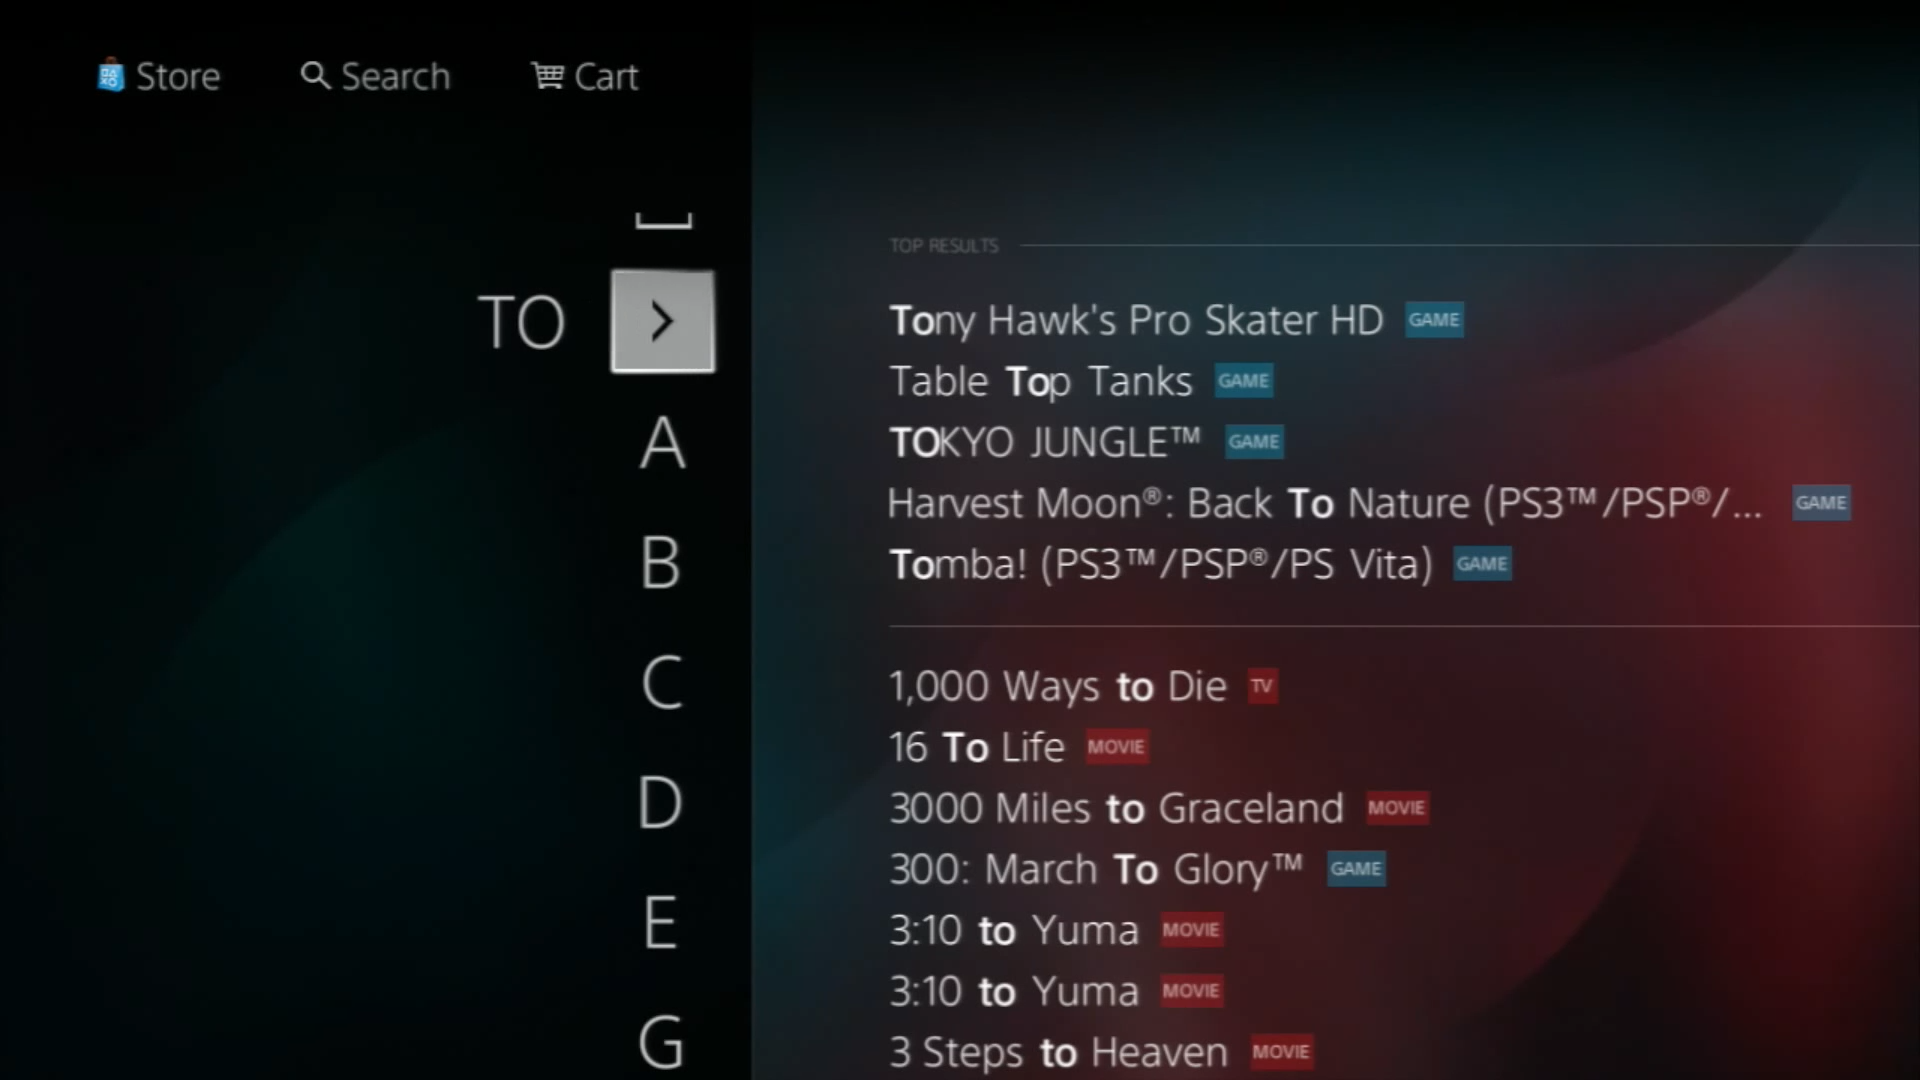 Store Search Cart
TO
A
B
C
D
E
G
TOP RESULTS
Tony Hawk's Pro Skater HD GAME
Table Top Tanks GAME
TOKYO JUNGLE™ GAME
Harvest Moon®: Back To Nature (PS3™/PSP®/... GAME
Tomba! (PS3™/PSP®/PS Vita) GAME
1,000 Ways to Die TV
16 To Life MOVIE
3000 Miles to Graceland MOVIE
300: March To Glory™ GAME
3:10 to Yuma MOVIE
3:10 to Yuma MOVIE
3 Steps to Heaven MOVIE